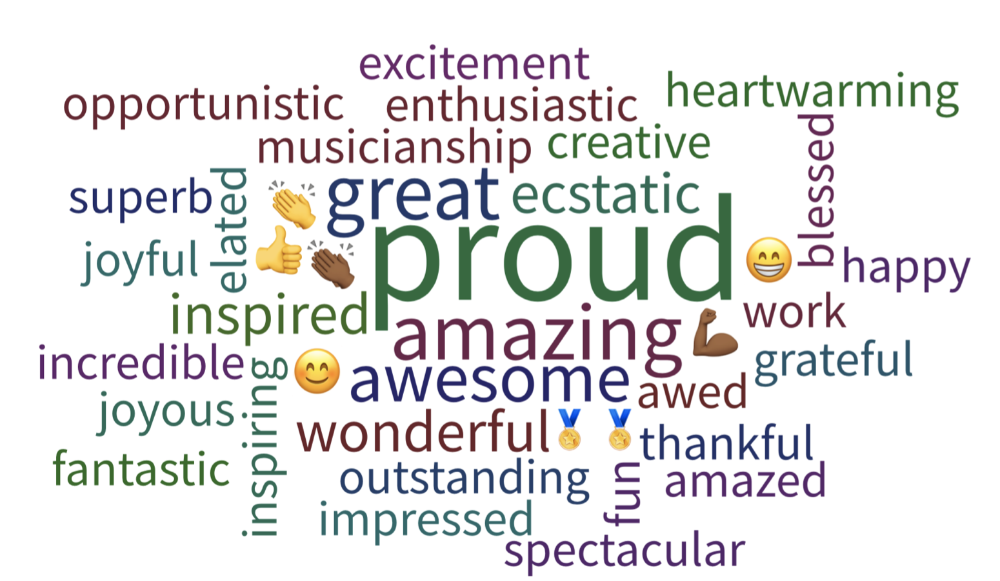 excitement
heartwarming
opportunistic
enthusiastic
musicianship
creative
blessed
superb
elated
👏
great
ecstatic
joyful
👍
👏🏾
proud
😁
happy
inspired
amazing
💪🏾
work
incredible
inspiring
😊
awesome
awed
grateful
joyous
wonderful
🏅
🏅
thankful
fantastic
outstanding
fun
amazed
impressed
spectacular